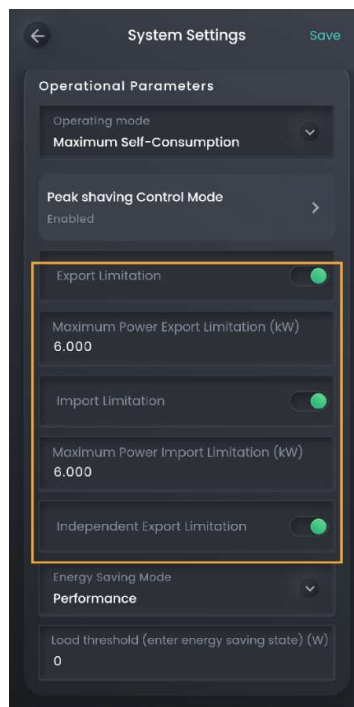 System Settings
Save
Operational Parameters
Operating mode
Maximum Self-Consumption
Peak shaving Control Mode
Enabled
Export Limitation
Maximum Power Export Limitation (kW)
6.000
Import Limitation
Maximum Power Import Limitation (kW)
6.000
Independent Export Limitation
Energy Saving Mode
Performance
Load threshold (enter energy saving state) (W)
0